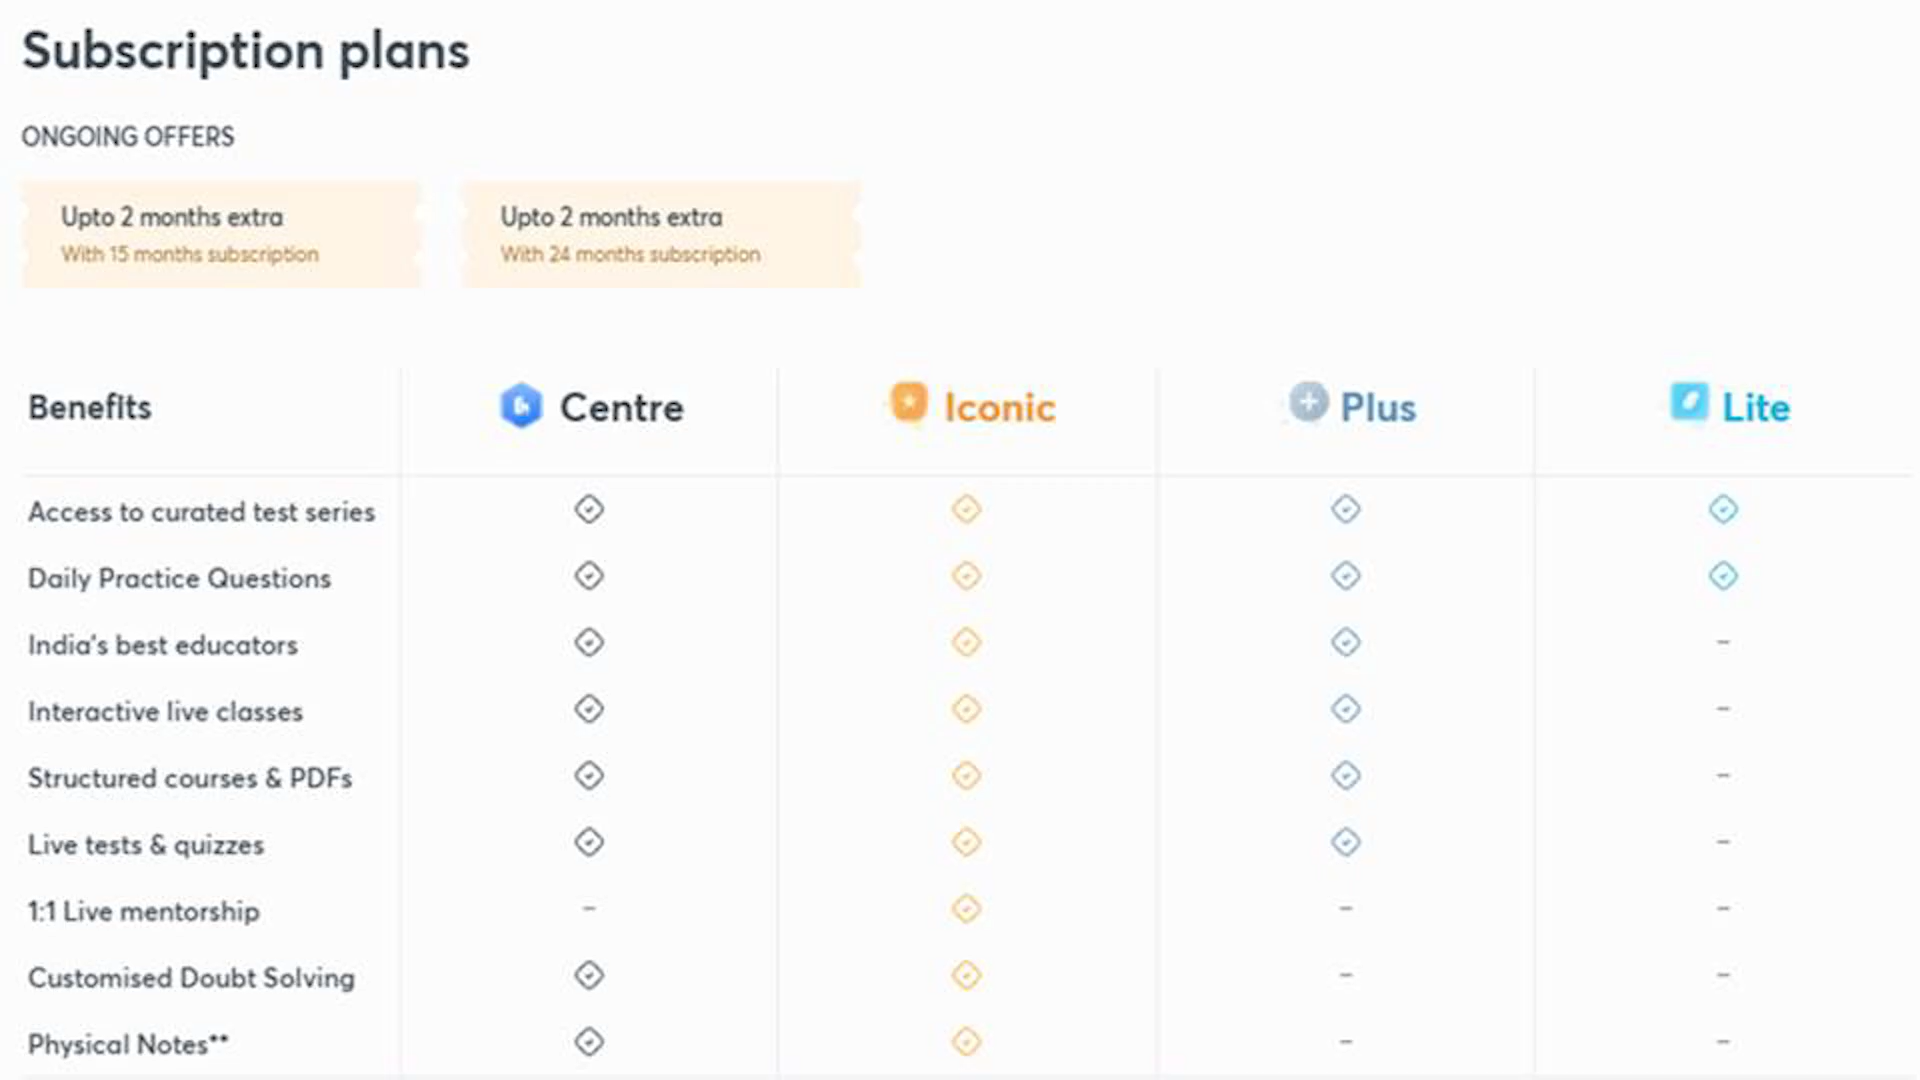 Subscription plans
ONGOING OFFERS
Upto 2 months extra
With 15 months subscription
Upto 2 months extra
With 24 months subscription
Benefits Centre Iconic Plus Lite
Access to curated test series
Daily Practice Questions
India's best educators –
Interactive live classes –
Structured courses & PDFs –
Live tests & quizzes –
1:1 Live mentorship – – –
Customised Doubt Solving – –
Physical Notes** – –